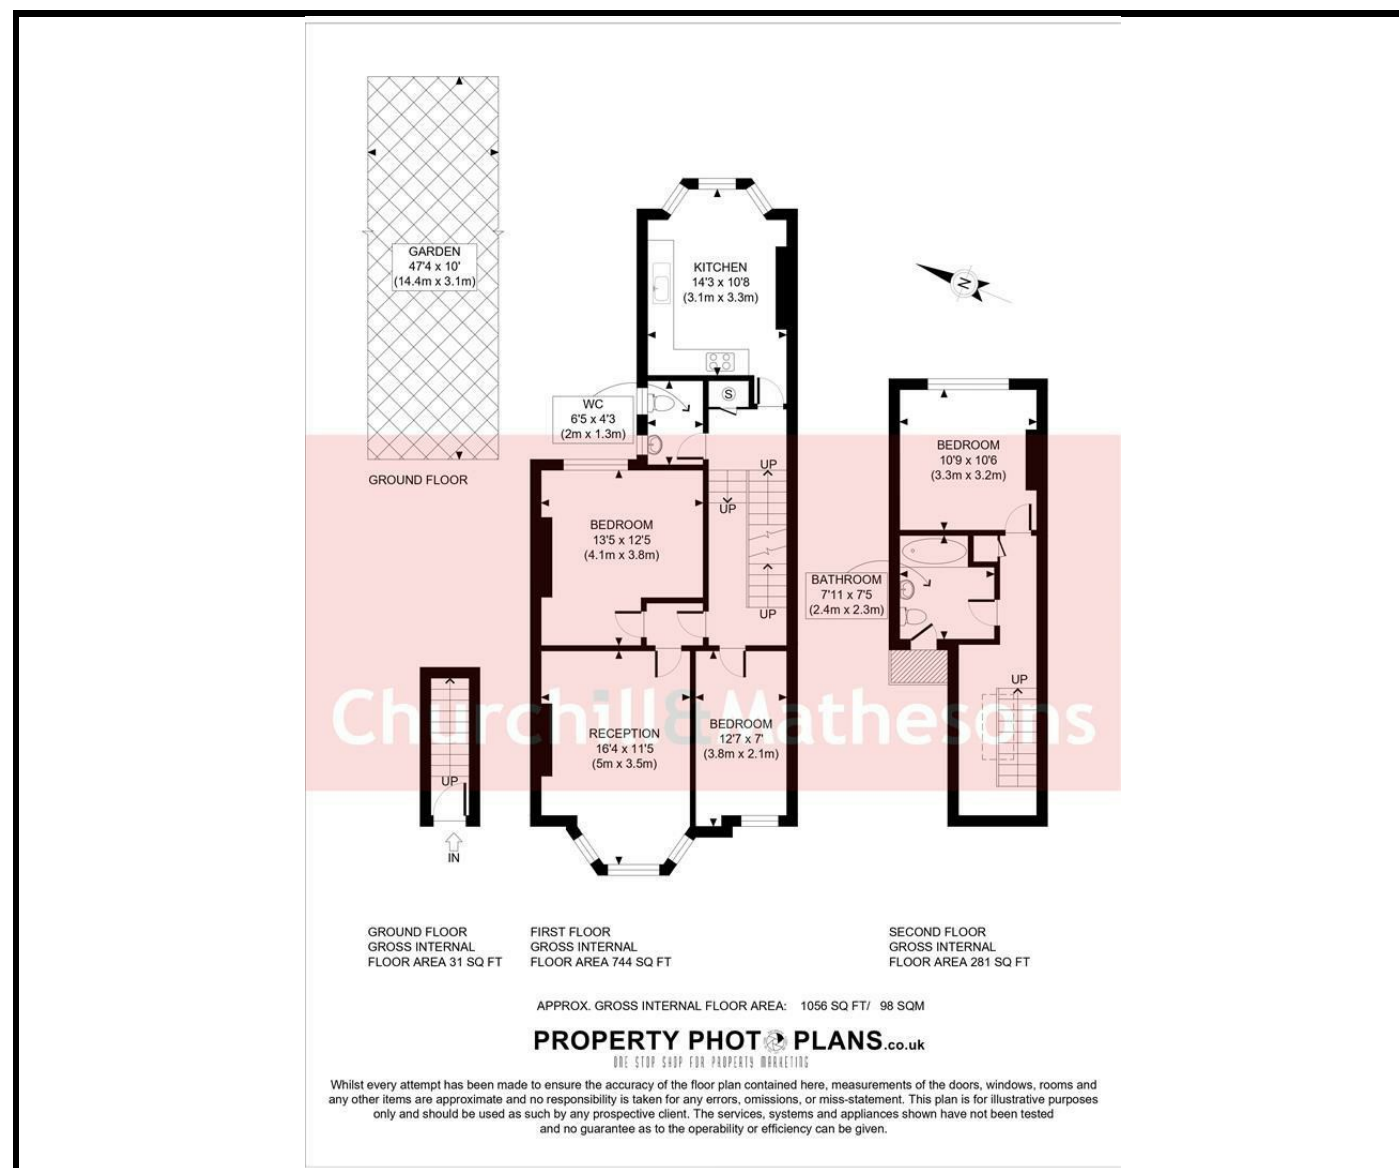 GARDEN
47'4 x 10'
(14.4m x 3.1m)
KITCHEN
14'3 x 10'8
(3.1m x 3.3m)
N
S
WC
6'5 x 4'3
(2m x 1.3m)
GROUND FLOOR
UP
UP
UP
BEDROOM
13'5 x 12'5
(4.1m x 3.8m)
BEDROOM
10'9 x 10'6
(3.3m x 3.2m)
BATHROOM
7'11 x 7'5
(2.4m x 2.3m)
UP
Churchill&Mathesons
RECEPTION
16'4 x 11'5
(5m x 3.5m)
BEDROOM
12'7 x 7'
(3.8m x 2.1m)
UP
IN
GROUND FLOOR
GROSS INTERNAL
FLOOR AREA 31 SQ FT
FIRST FLOOR
GROSS INTERNAL
FLOOR AREA 744 SQ FT
SECOND FLOOR
GROSS INTERNAL
FLOOR AREA 281 SQ FT
APPROX. GROSS INTERNAL FLOOR AREA: 1056 SQ FT/ 98 SQM
PROPERTY PHOTO PLANS.co.uk
ONE STOP SHOP FOR PROPERTY MARKETING
Whilst every attempt has been made to ensure the accuracy of the floor plan contained here, measurements of the doors, windows, rooms and
any other items are approximate and no responsibility is taken for any errors, omissions, or miss-statement. This plan is for illustrative purposes
only and should be used as such by any prospective client. The services, systems and appliances shown have not been tested
and no guarantee as to the operability or efficiency can be given.